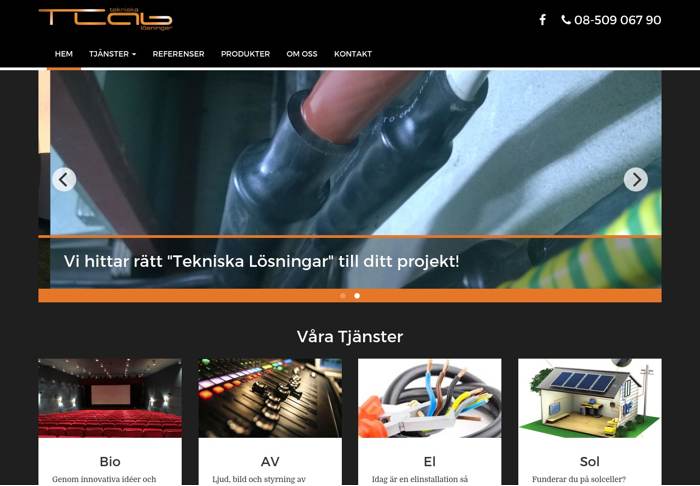 tekniska
TLab
lösningar
08-509 067 90
HEM TJÄNSTER REFERENSER PRODUKTER OM OSS KONTAKT
Vi hittar rätt "Tekniska Lösningar" till ditt projekt!
Våra Tjänster
Bio AV El Sol
Genom innovativa idéer och Ljud, bild och styrning av Idag är en elinstallation så Funderar du på solceller?